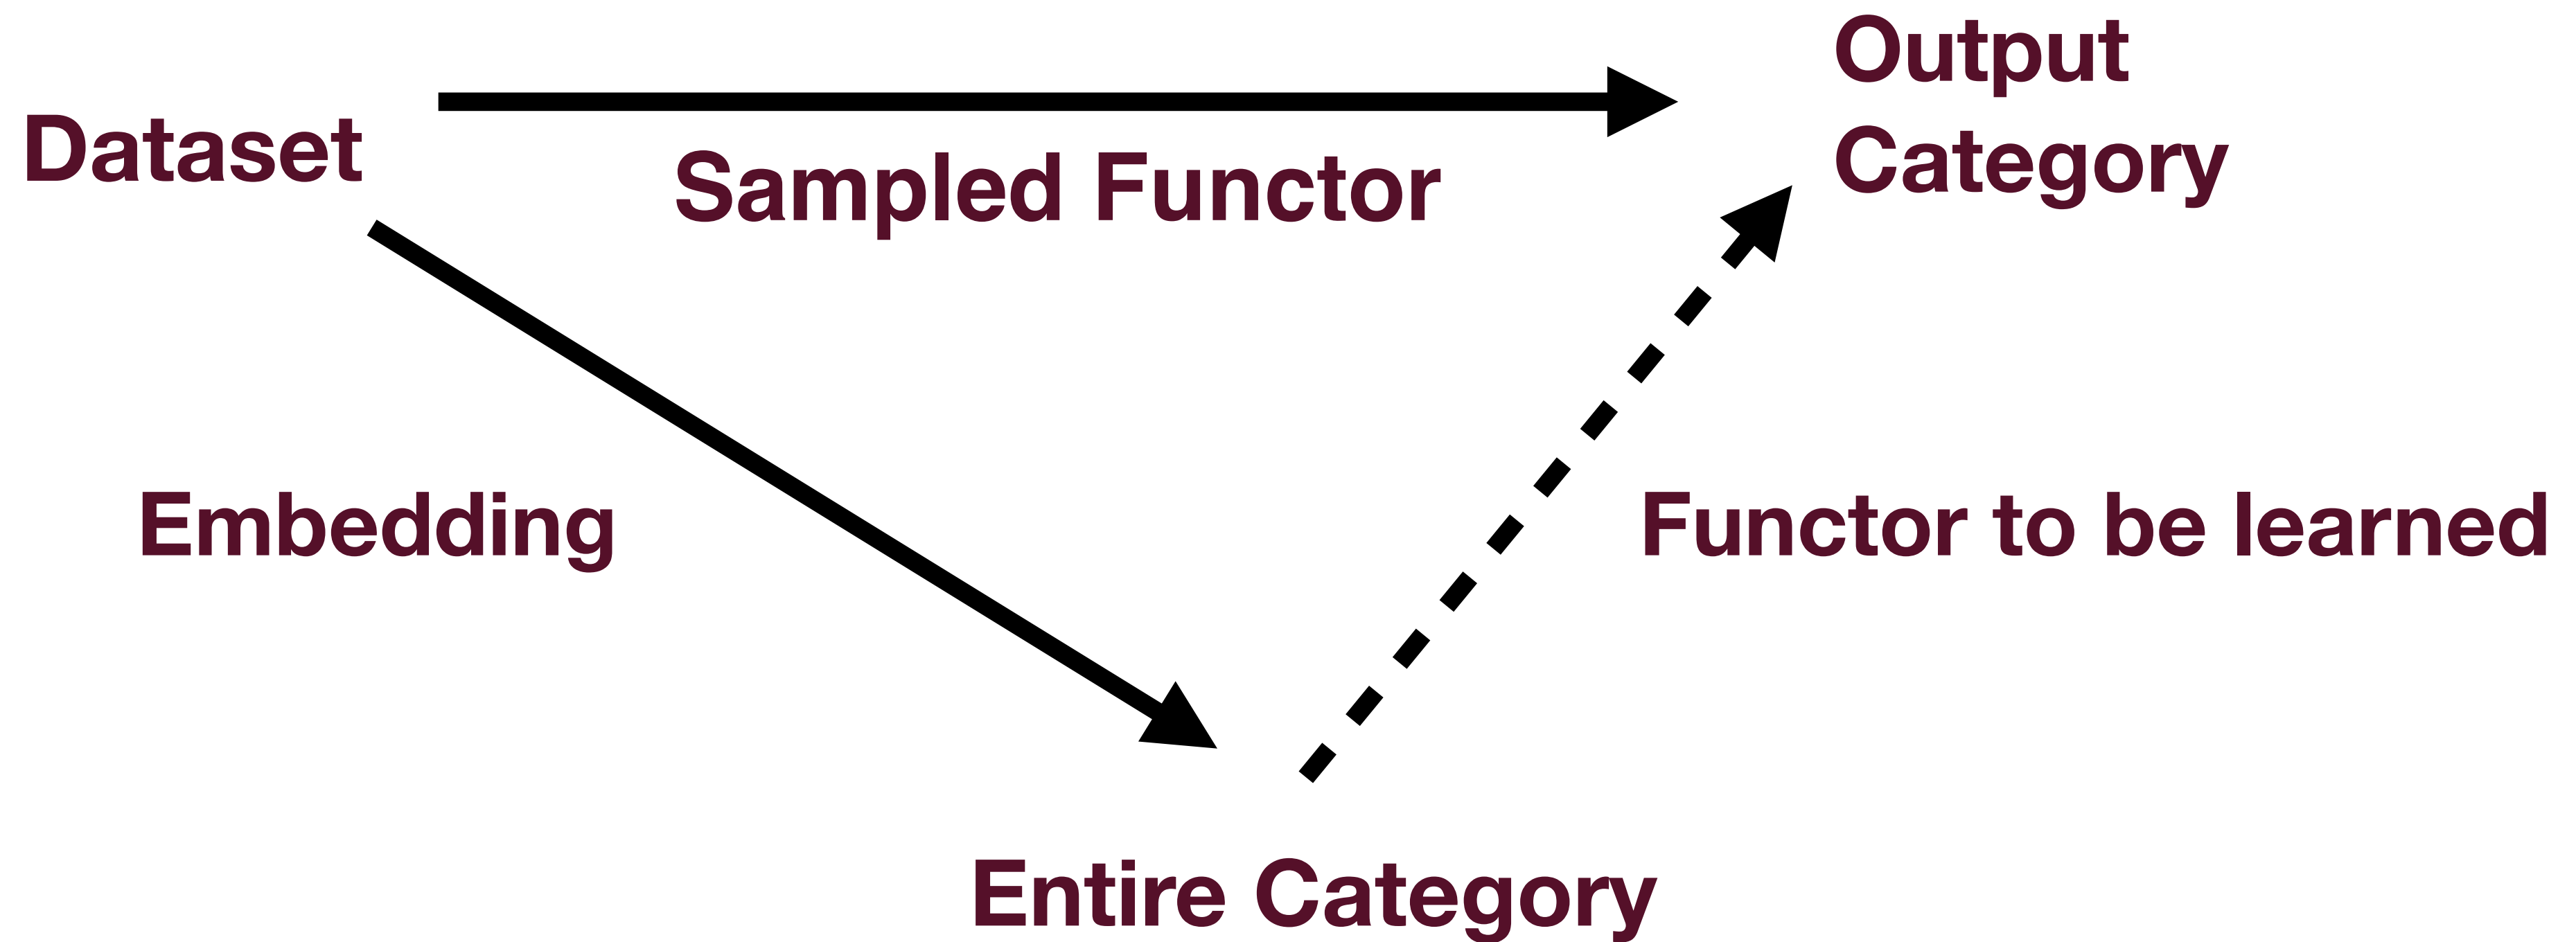 Output
Dataset
Category
Sampled Functor
Embedding
Functor to be learned
Entire Category